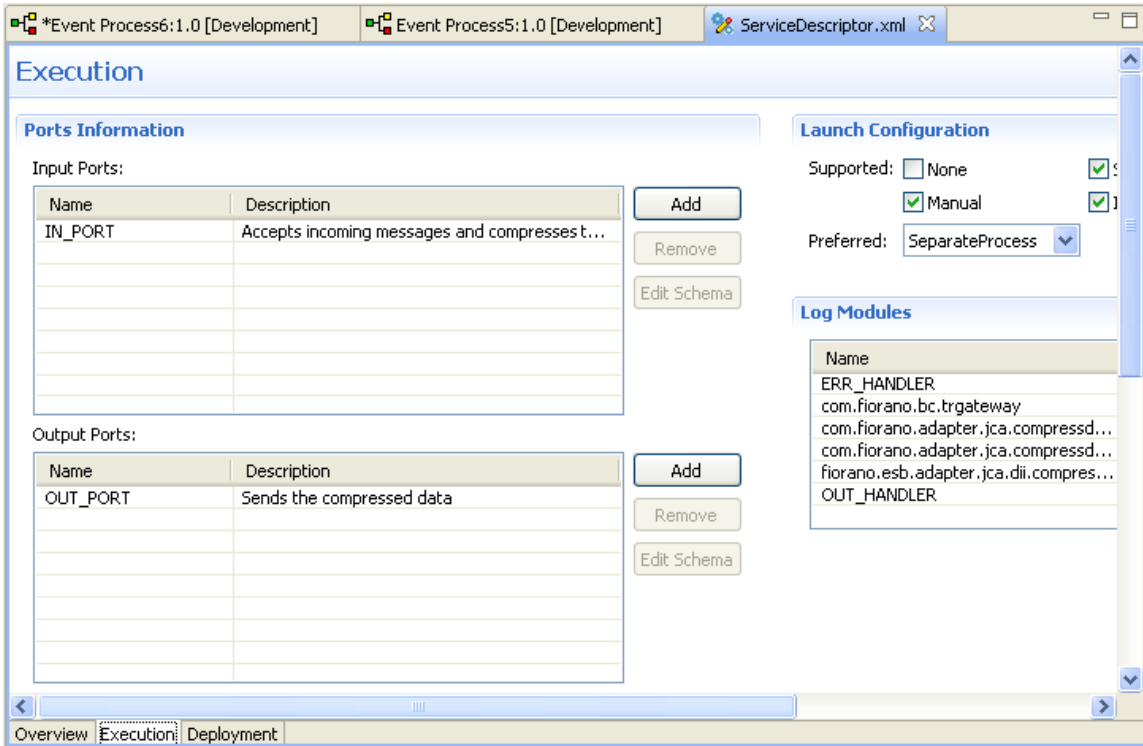 *Event Process6:1.0 [Development] Event Process5:1.0 [Development] ServiceDescriptor.xml
Execution
Ports Information
Input Ports:
Name Description
IN_PORT Accepts incoming messages and compresses t...
Add
Remove
Edit Schema
Output Ports:
Name Description
OUT_PORT Sends the compressed data
Add
Remove
Edit Schema
Launch Configuration
Supported: None
Manual
Preferred: SeparateProcess
Log Modules
Name
ERR_HANDLER
com.fiorano.bc.trgateway
com.fiorano.adapter.jca.compressd...
com.fiorano.adapter.jca.compressd...
fiorano.esb.adapter.jca.dii.compres...
OUT_HANDLER
Overview Execution Deployment